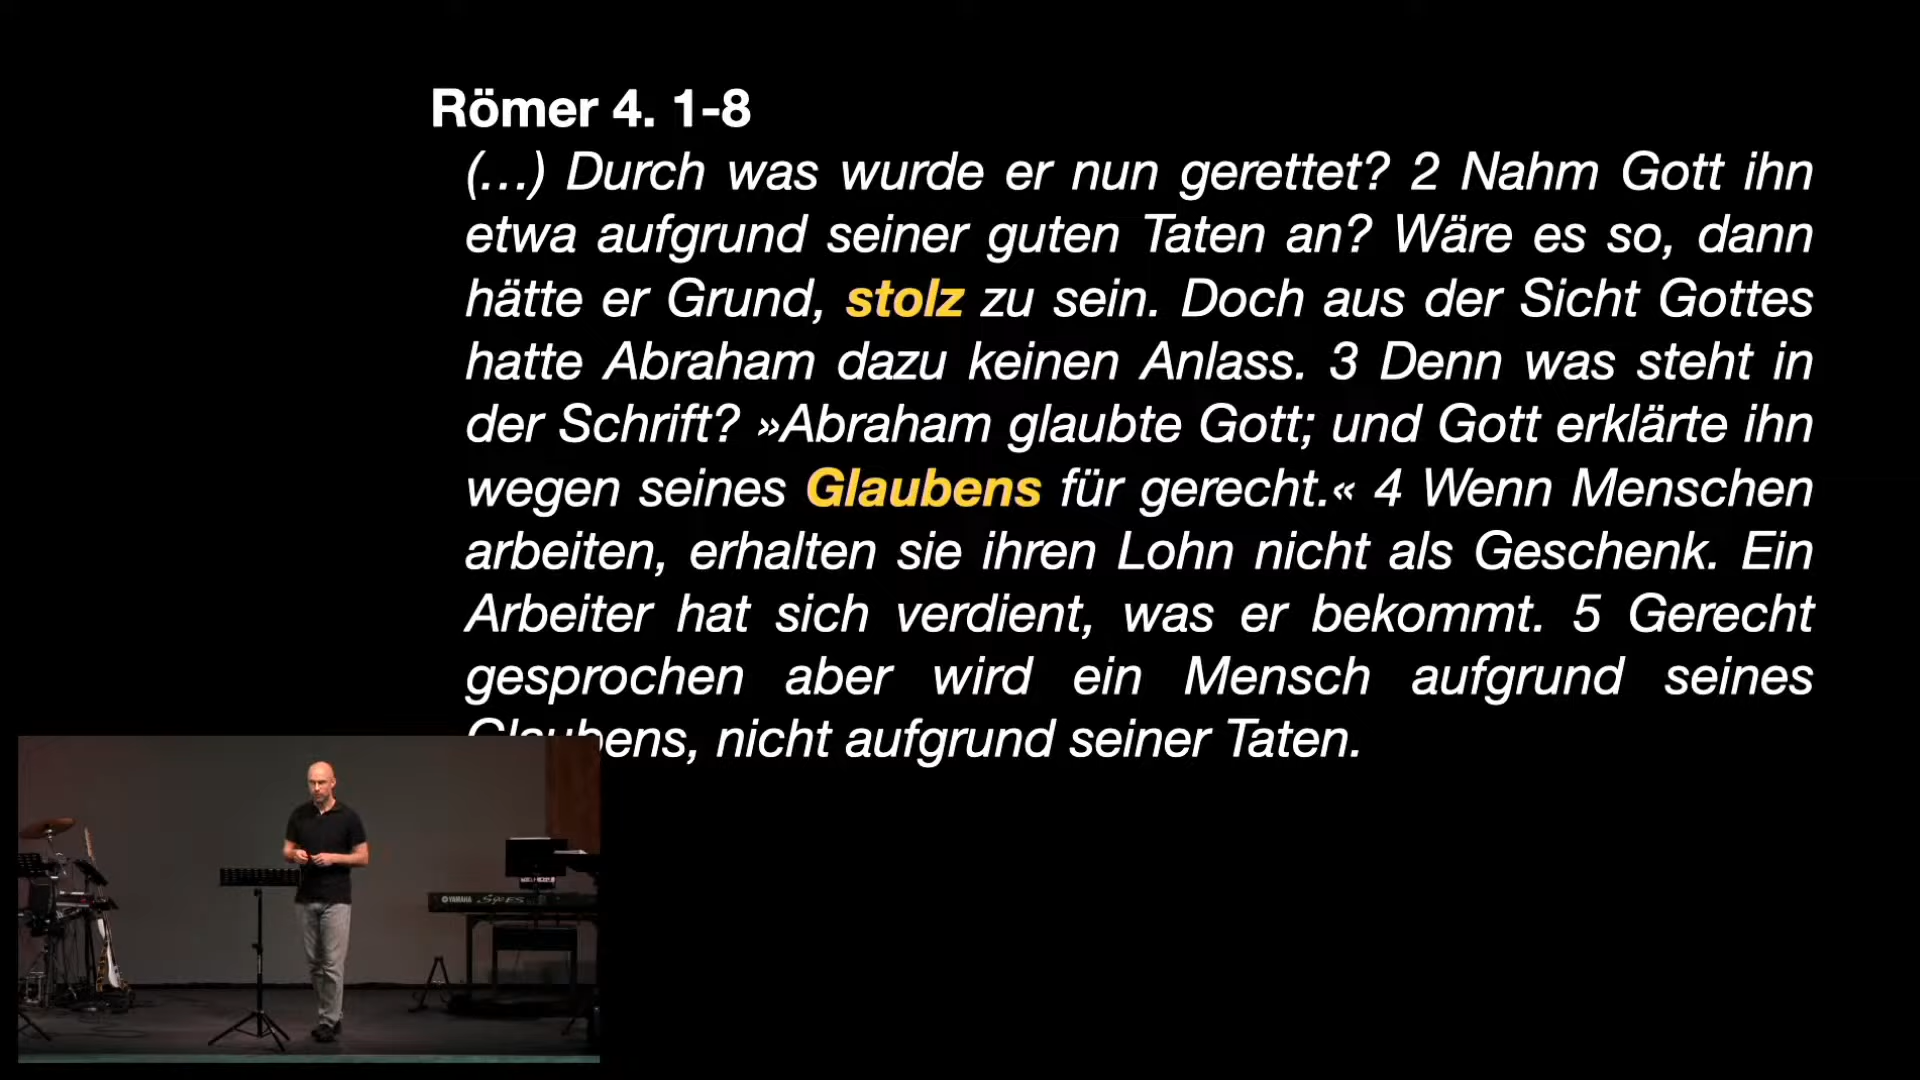 Römer 4. 1-8
(…) Durch was wurde er nun gerettet? 2 Nahm Gott ihn
etwa aufgrund seiner guten Taten an? Wäre es so, dann
hätte er Grund, stolz zu sein. Doch aus der Sicht Gottes
hatte Abraham dazu keinen Anlass. 3 Denn was steht in
der Schrift? »Abraham glaubte Gott; und Gott erklärte ihn
wegen seines Glaubens für gerecht.« 4 Wenn Menschen
arbeiten, erhalten sie ihren Lohn nicht als Geschenk. Ein
Arbeiter hat sich verdient, was er bekommt. 5 Gerecht
gesprochen aber wird ein Mensch aufgrund seines
Glaubens, nicht aufgrund seiner Taten.
YAMAHA